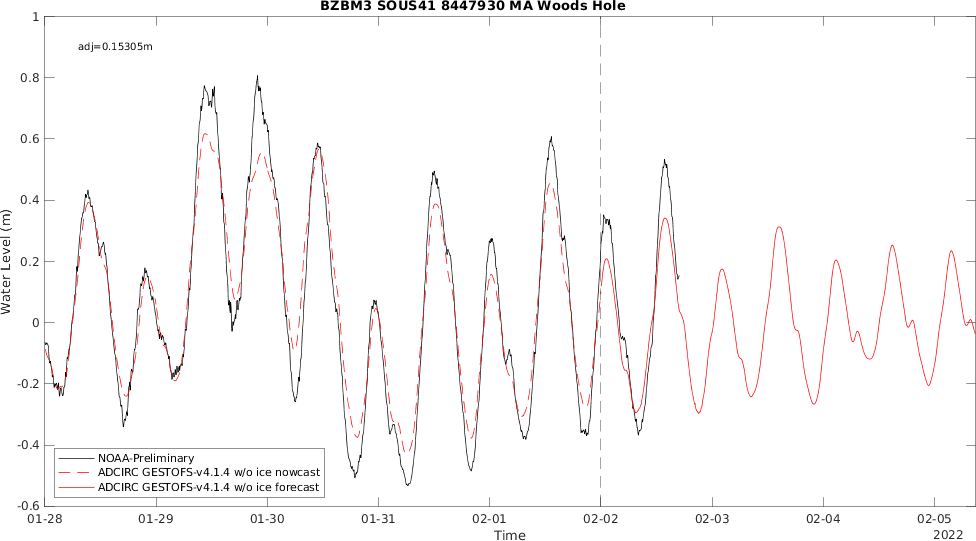 BZBM3 SOUS41 8447930 MA Woods Hole
1
adj=0.15305m
0.8
0.6
0.4
0.2
0
-0.2
-0.4
-0.6
Water Level (m)
NOAA-Preliminary
ADCIRC GESTOFS-v4.1.4 w/o ice nowcast
ADCIRC GESTOFS-v4.1.4 w/o ice forecast
01-28 01-29 01-30 01-31 02-01 02-02 02-03 02-04 02-05
Time
2022